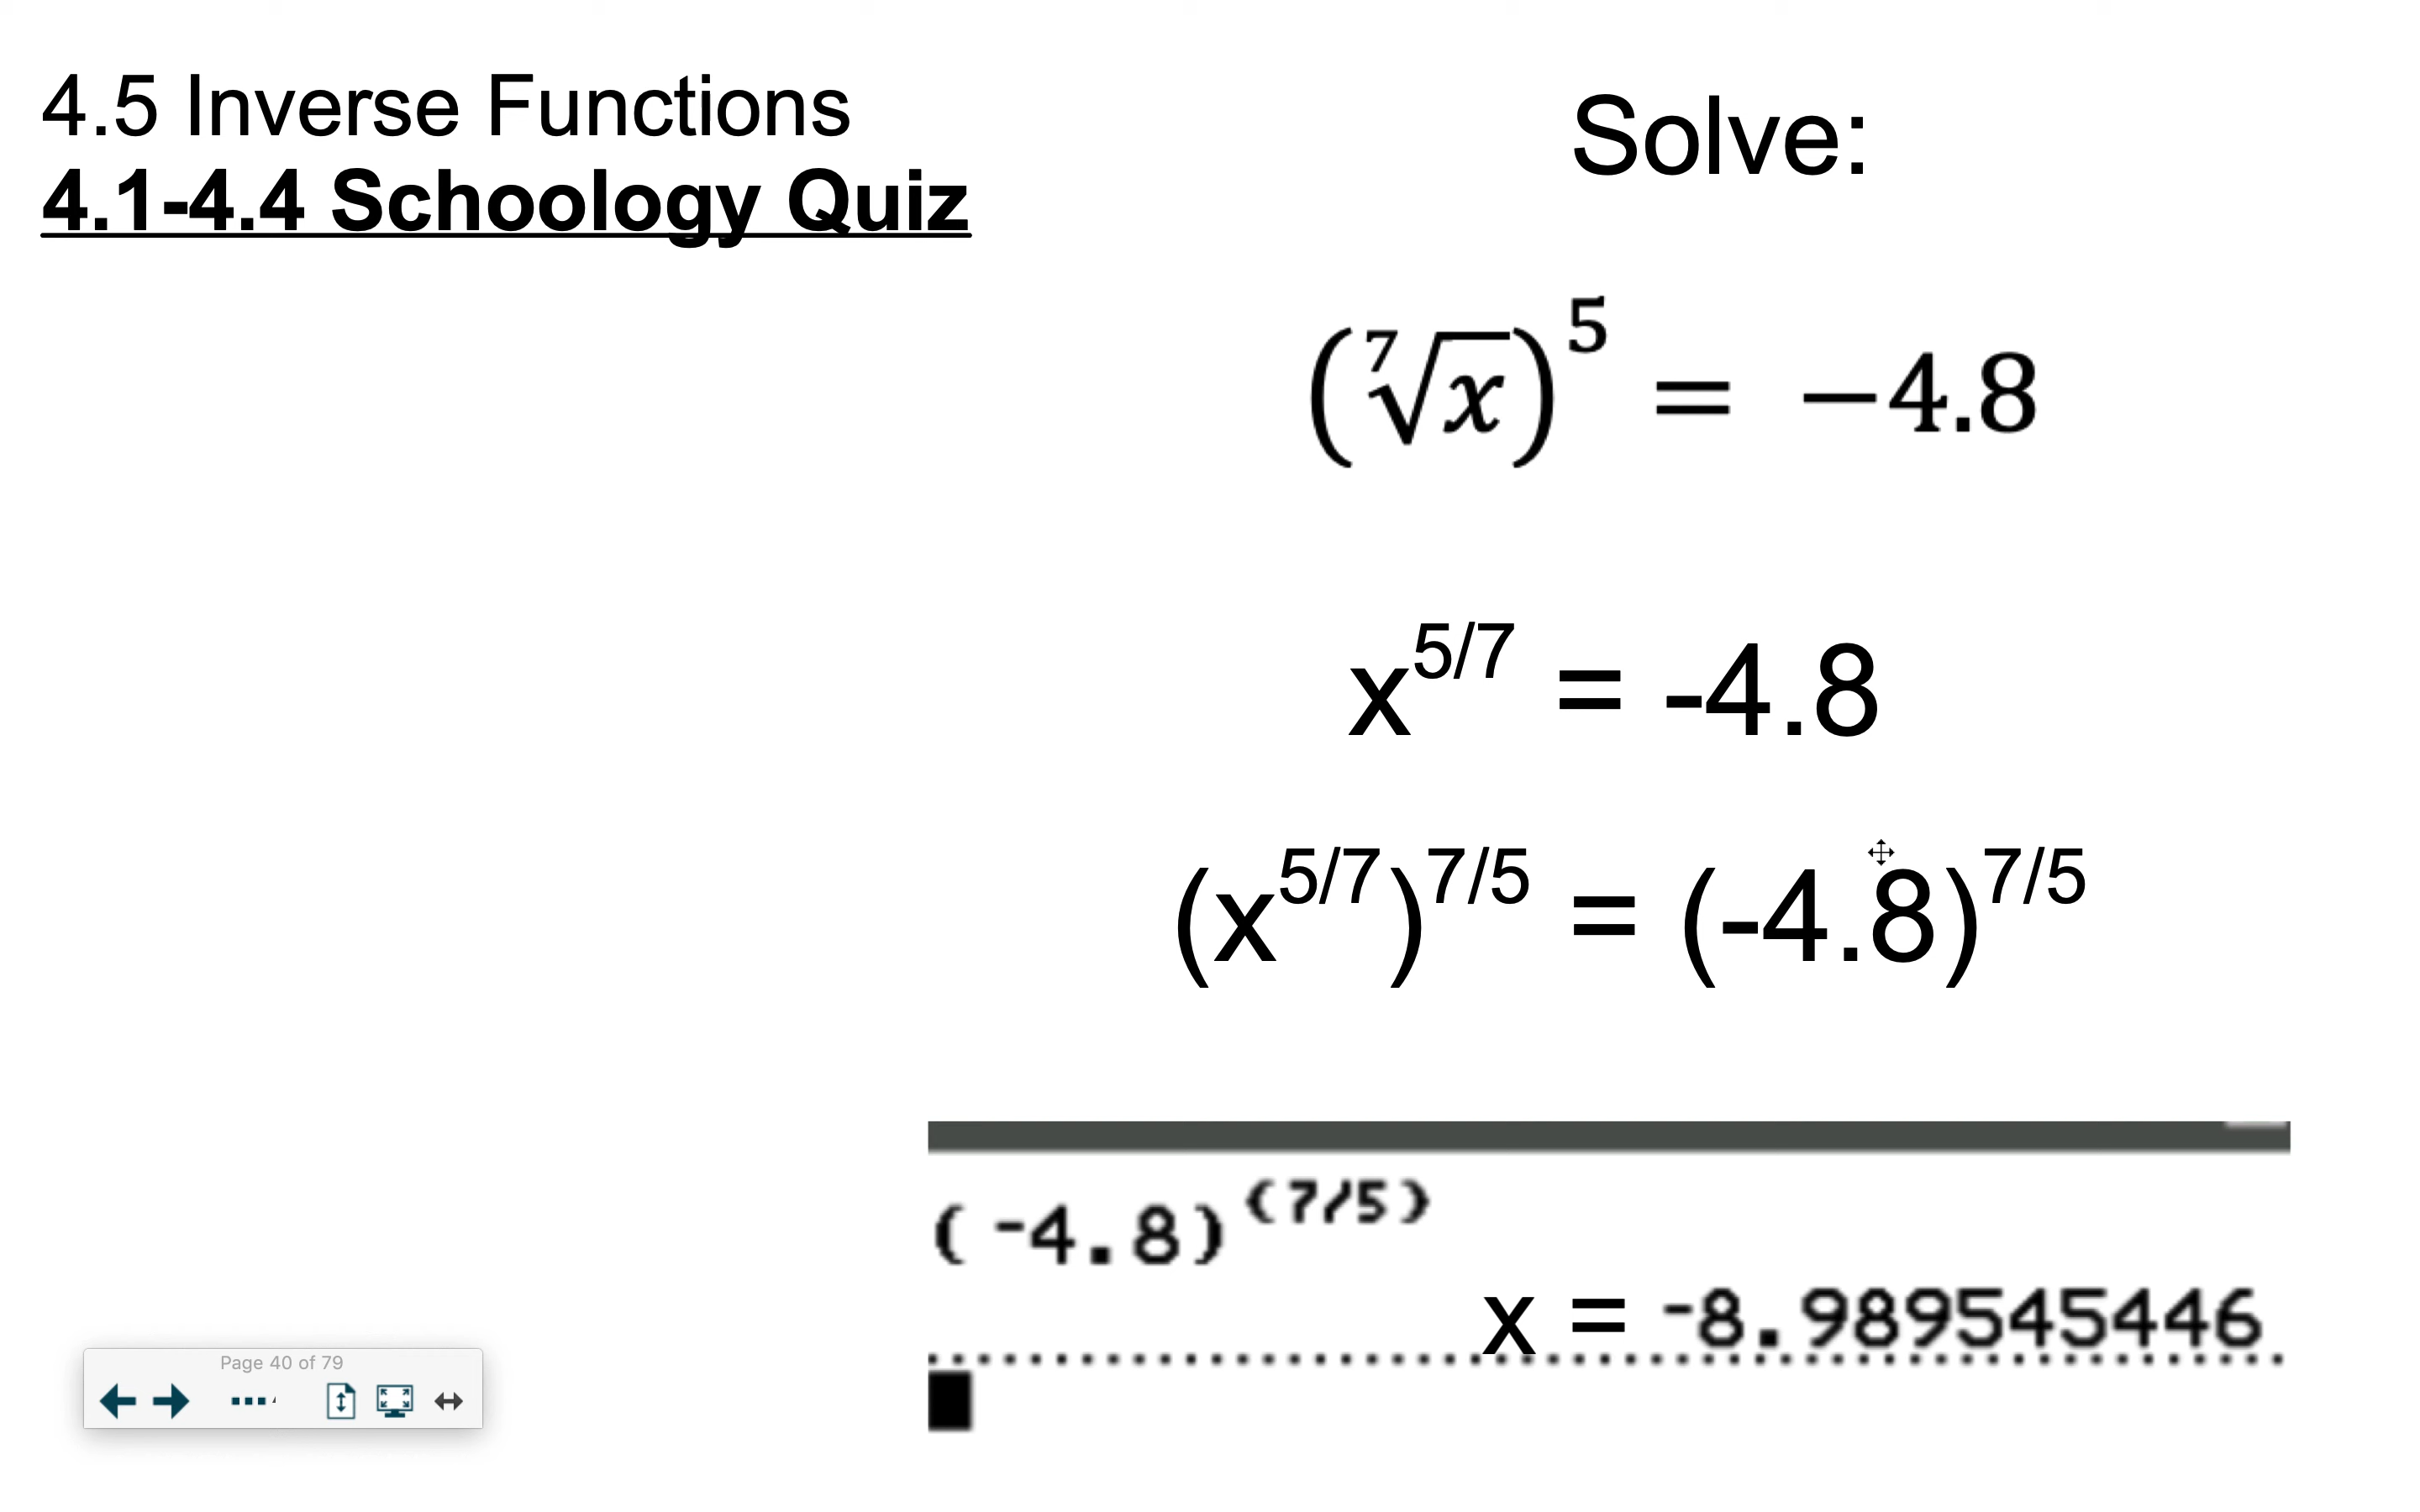 4.5 Inverse Functions
4.1-4.4 Schoology Quiz
Solve:
(⁷√x)⁵ = −4.8
x^5/7 = -4.8
(x^5/7)^7/5 = (-4.8)^7/5
(-4.8)^(7/5)
x = -8.989545446
Page 40 of 79